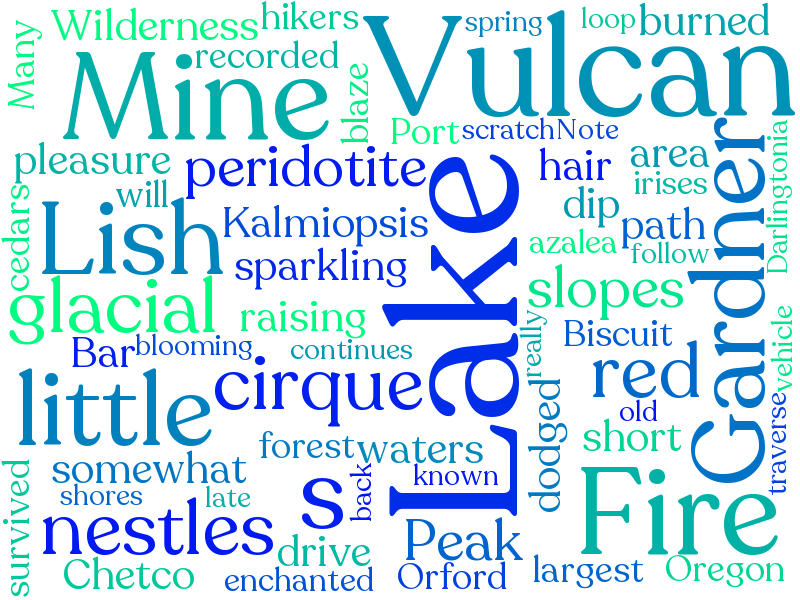 Wilderness hikers spring loop burned
Many Mine recorded blaze Vulcan
Port scratch Note
pleasure peridotite hair area Gardner Darlingtonia
will irises
cedars Lish Kalmiopsis Lake dip path
sparkling azalea follow
glacial raising slopes
Bar blooming continues really Biscuit vehicle
little cirque red
old traverse
forest waters dodged short
survived somewhat back known
shores late s Fire
nestles Peak
Chetco drive largest Oregon
enchanted Orford